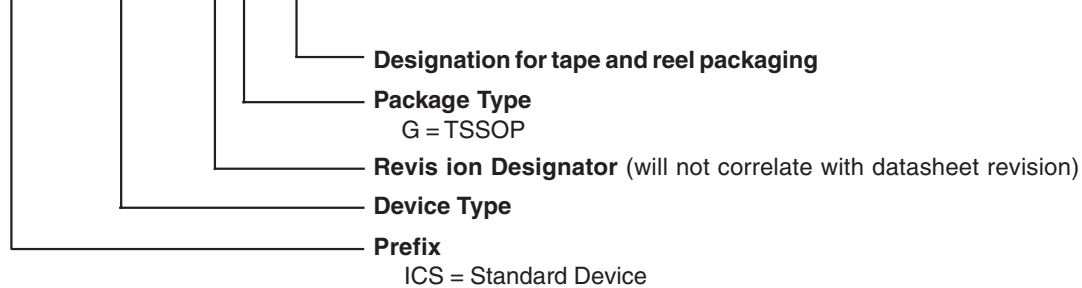 Designation for tape and reel packaging
Package Type
G = TSSOP
Revis ion Designator (will not correlate with datasheet revision)
Device Type
Prefix
ICS = Standard Device